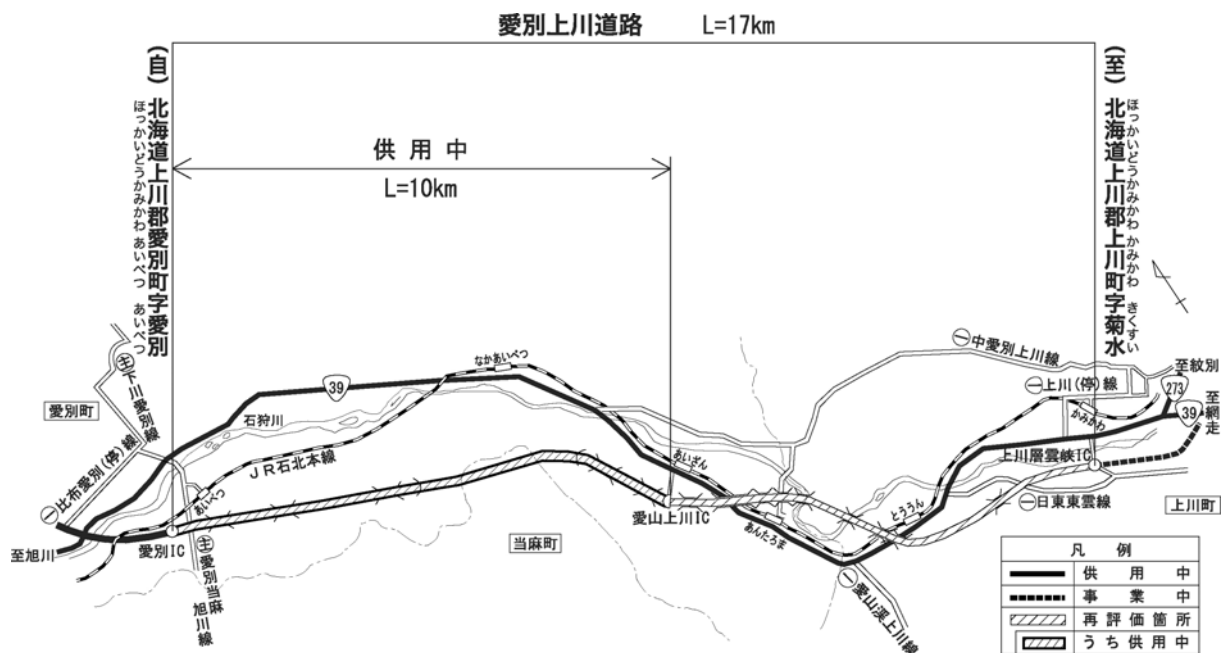 愛別上川道路 L=17km
(自) 北海道上川郡愛別町字愛別
ほっかいどうかみかわ あいべつ あいべつ
(至) 北海道上川郡上川町字菊水
ほっかいどうかみかわ かみかわ きくすい
供用中
L=10km
愛別町
主 下川愛別線
一 比布愛別(停)線
39
石狩川
JR石北本線
なかあいべつ
あいべつ
至旭川
愛別IC
主 愛別当麻旭川線
当麻町
あいざん
愛山上川IC
あんたろま
とううん
一 愛山渓上川線
一 中愛別上川線
一 上川(停)線
かみかわ
至紋別
273
39
至網走
上川層雲峡IC
一 日東東雲線
上川町
凡例
供用中
事業中
再評価箇所
うち供用中